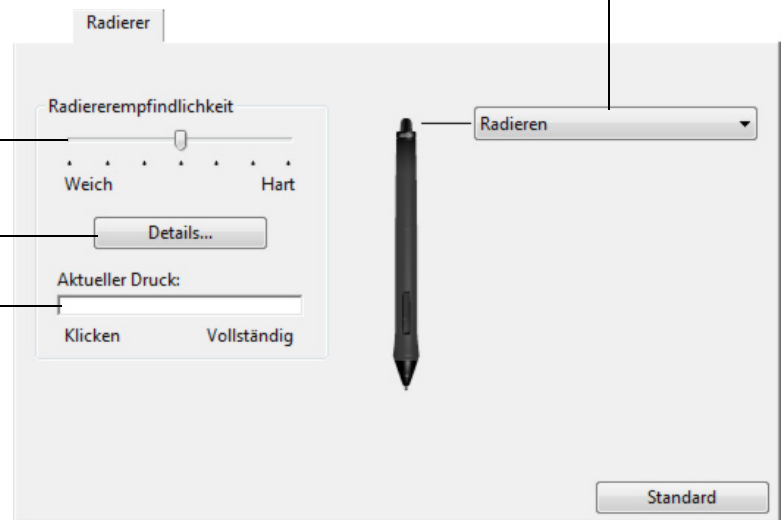 Radierer
Radiererempfindlichkeit
Weich Hart
Details...
Aktueller Druck:
Klicken Vollständig
Radieren
Standard